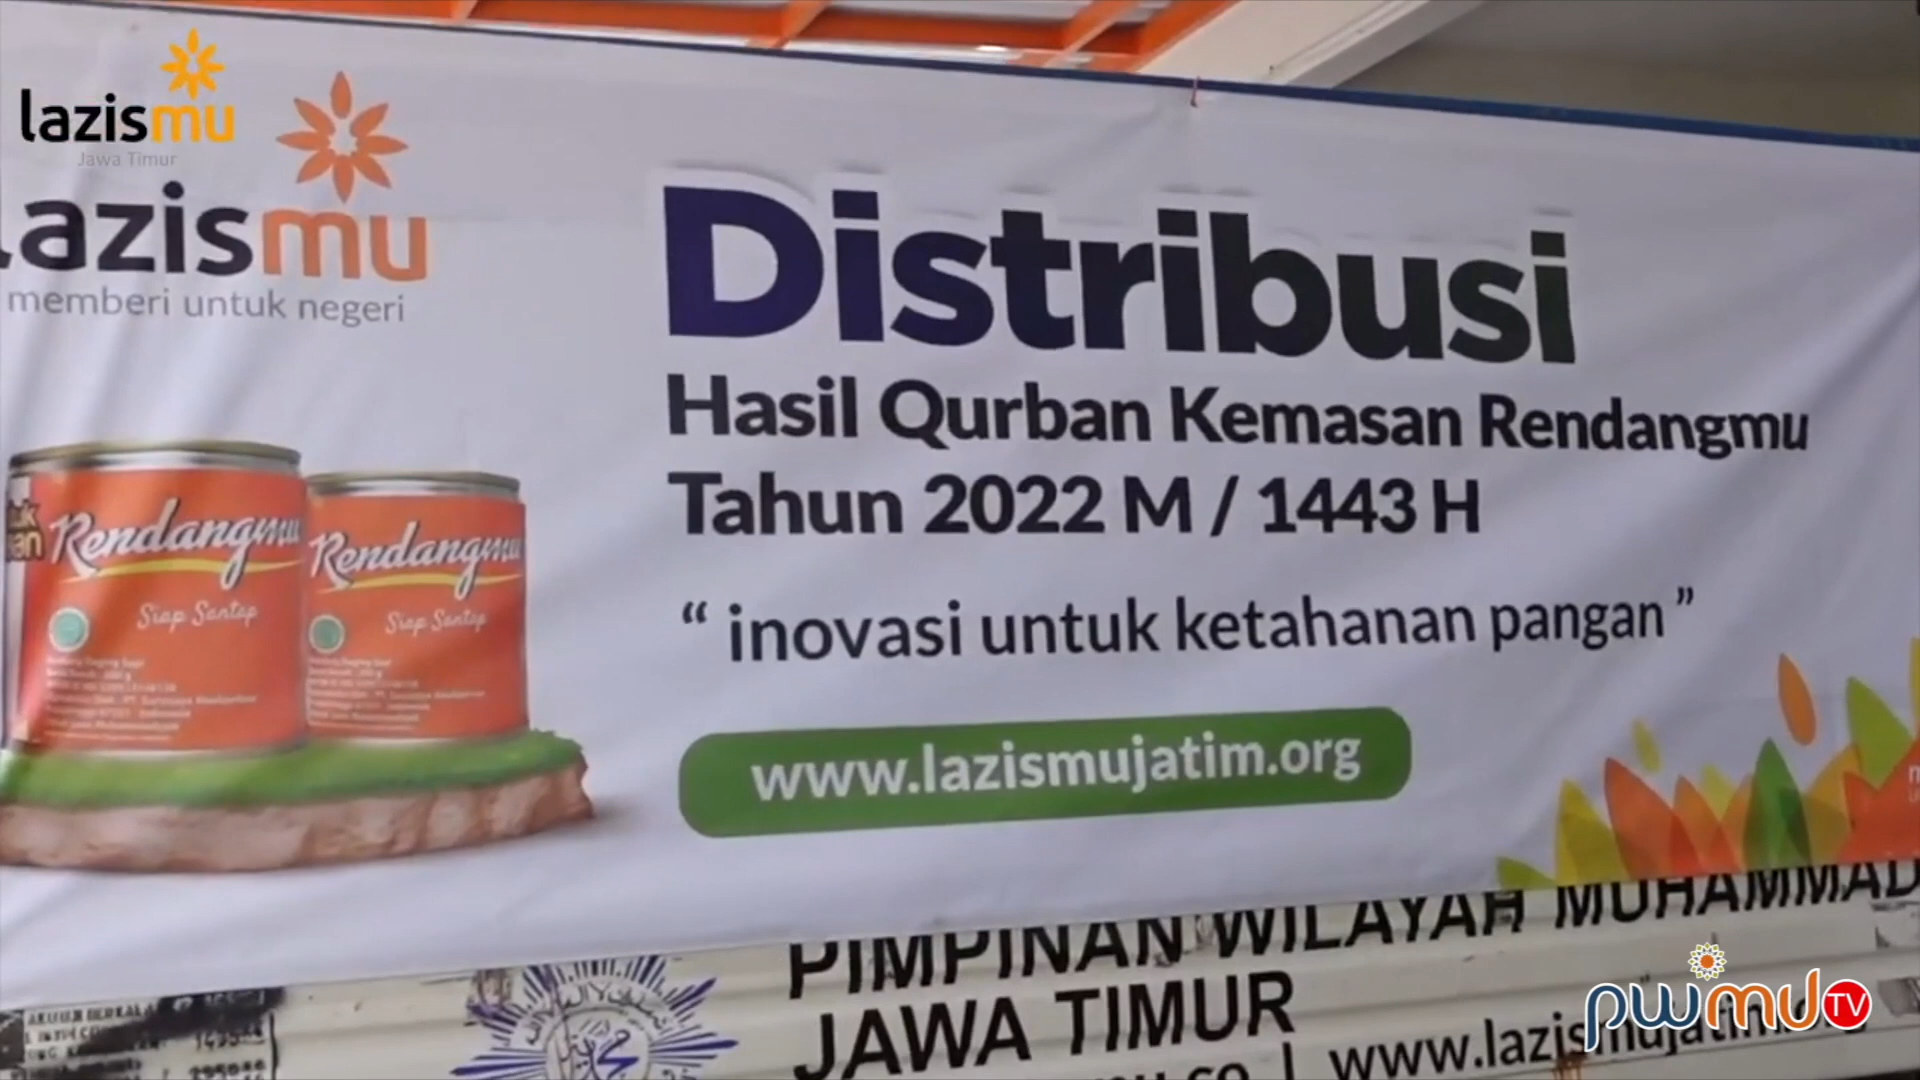 lazismu
Jawa Timur
lazismu
memberi untuk negeri
Distribusi
Hasil Qurban Kemasan Rendangmu
Tahun 2022 M / 1443 H
“ inovasi untuk ketahanan pangan ”
www.lazismujatim.org
Rendangmu
Siap Santap
Rendangmu
Siap Santap
PIMPINAN WILAYAH MUHAMMAD
JAWA TIMUR
www.lazismujatim.o
pwmu TV